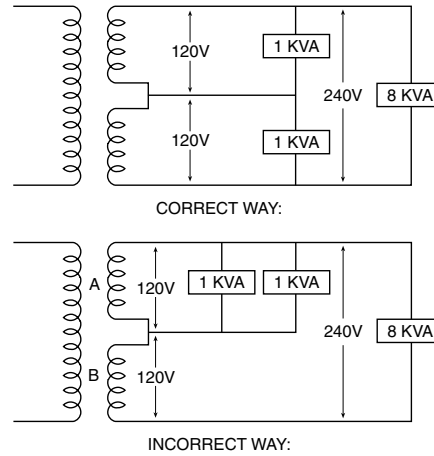 120V
1 KVA
240V
8 KVA
120V
1 KVA
CORRECT WAY:
A
120V
1 KVA
1 KVA
240V
8 KVA
B
120V
INCORRECT WAY: